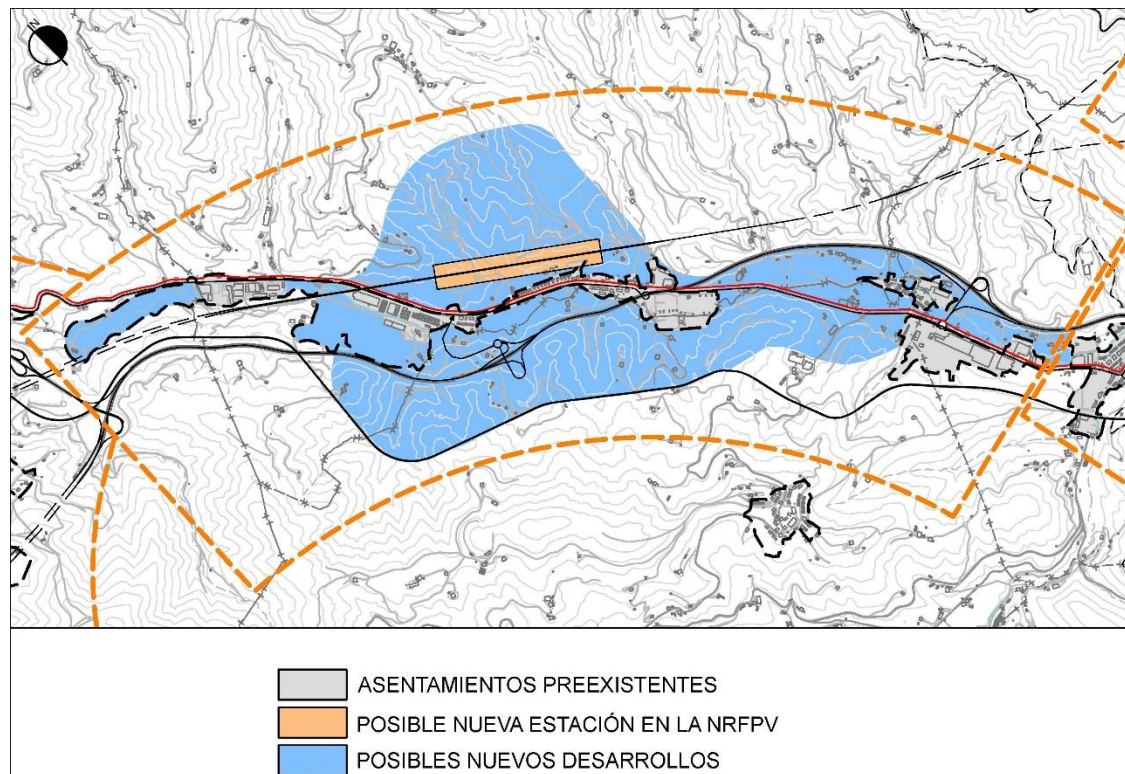 N
ASENTAMIENTOS PREEXISTENTES
POSIBLE NUEVA ESTACIÓN EN LA NRFPV
POSIBLES NUEVOS DESARROLLOS